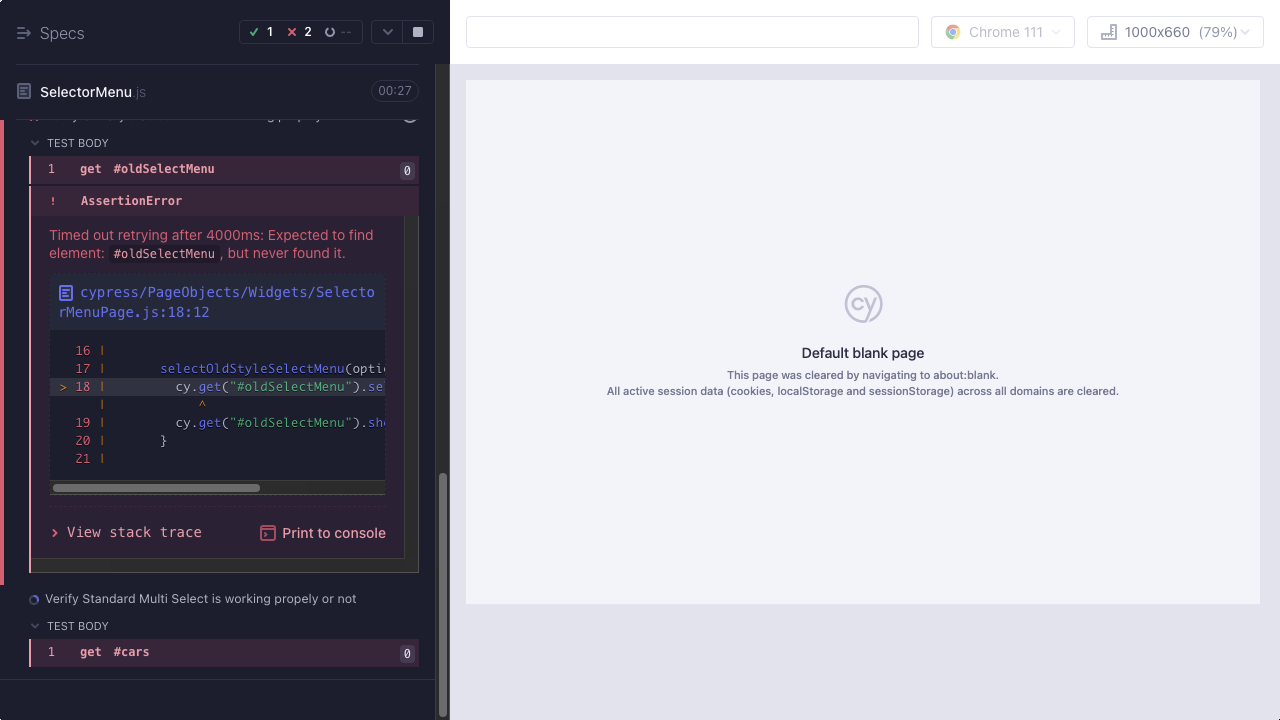 Specs
1 2 --
Chrome 111
1000x660 (79%)
SelectorMenu.js
00:27
TEST BODY
1 get #oldSelectMenu 0
! AssertionError
Timed out retrying after 4000ms: Expected to find
element: #oldSelectMenu, but never found it.
cypress/PageObjects/Widgets/Selecto
rMenuPage.js:18:12
16 |
17 | selectOldStyleSelectMenu(optio
> 18 | cy.get("#oldSelectMenu").se
| ^
19 | cy.get("#oldSelectMenu").sho
20 | }
21 |
View stack trace
Print to console
Verify Standard Multi Select is working propely or not
TEST BODY
1 get #cars 0
cy
Default blank page
This page was cleared by navigating to about:blank.
All active session data (cookies, localStorage and sessionStorage) across all domains are cleared.